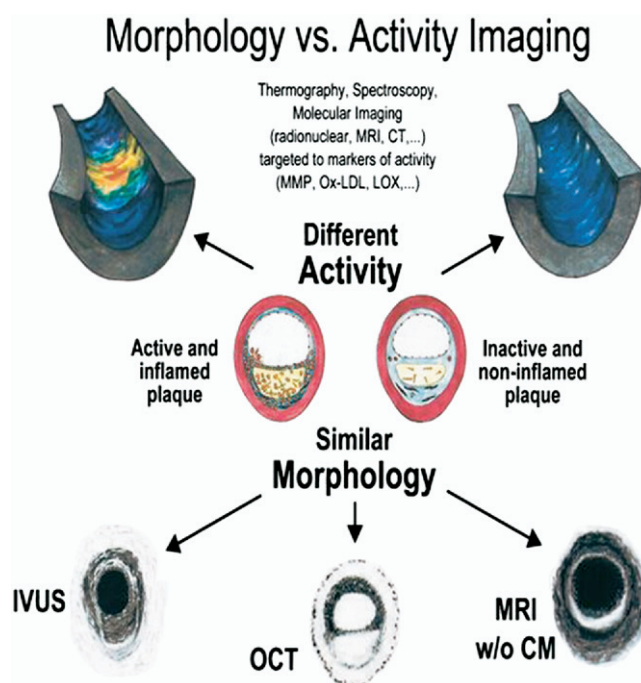 Morphology vs. Activity Imaging
Thermography, Spectroscopy,
Molecular Imaging
(radionuclear, MRI, CT,...)
targeted to markers of activity
(MMP, Ox-LDL, LOX,...)
Different
Activity
Active and
inflamed
plaque
Inactive and
non-inflamed
plaque
Similar
Morphology
IVUS
OCT
MRI
w/o CM